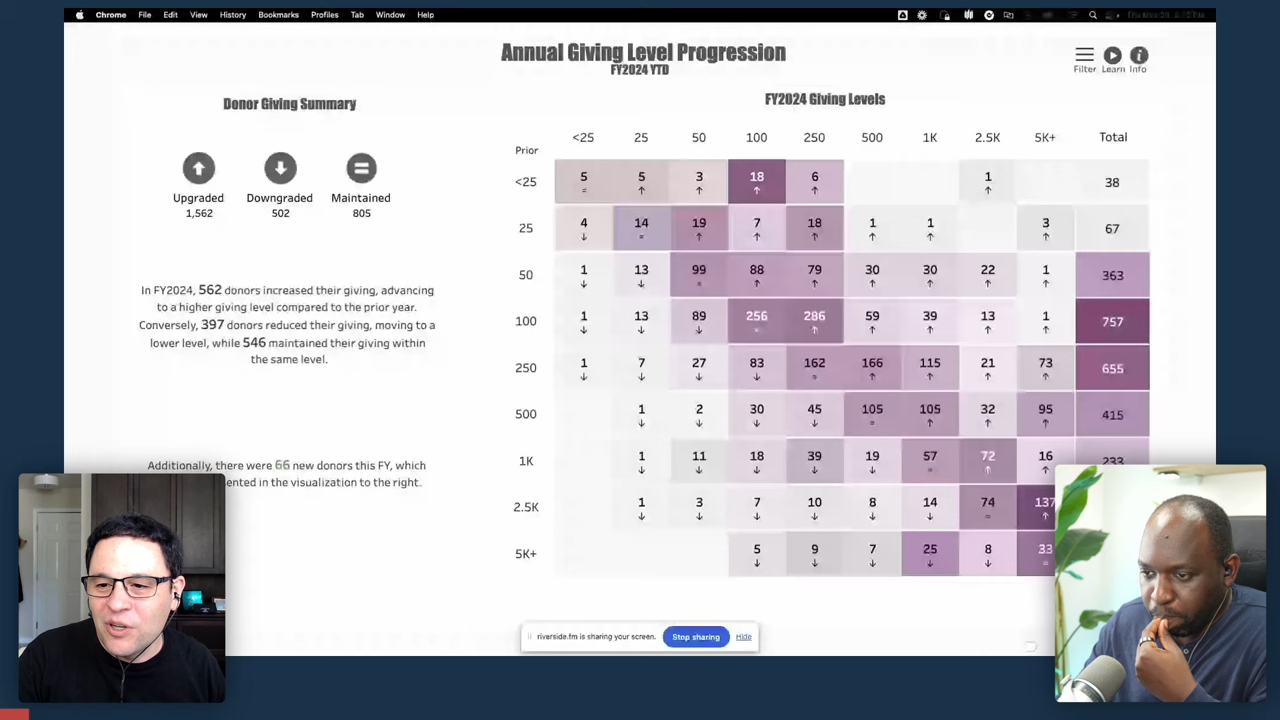 Chrome File Edit View History Bookmarks Profiles Tab Window Help
Annual Giving Level Progression
FY2024 YTD
Filter Learn Info
Donor Giving Summary
Upgraded Downgraded Maintained
1,562 502 805
In FY2024, 562 donors increased their giving, advancing
to a higher giving level compared to the prior year.
Conversely, 397 donors reduced their giving, moving to a
lower level, while 546 maintained their giving within
the same level.
Additionally, there were 66 new donors this FY, which
ented in the visualization to the right.
FY2024 Giving Levels
Prior <25 25 50 100 250 500 1K 2.5K 5K+ Total
<25 5 = 5 ↑ 3 ↑ 18 ↑ 6 ↑ 1 ↑ 38
25 4 ↓ 14 = 19 ↑ 7 ↑ 18 ↑ 1 ↑ 1 ↑ 3 ↑ 67
50 1 ↓ 13 ↓ 99 = 88 ↑ 79 ↑ 30 ↑ 30 ↑ 22 ↑ 1 ↑ 363
100 1 ↓ 13 ↓ 89 ↓ 256 = 286 ↑ 59 ↑ 39 ↑ 13 ↑ 1 ↑ 757
250 1 ↓ 7 ↓ 27 ↓ 83 ↓ 162 = 166 ↑ 115 ↑ 21 ↑ 73 ↑ 655
500 1 ↓ 2 ↓ 30 ↓ 45 ↓ 105 = 105 ↑ 32 ↑ 95 ↑ 415
1K 1 ↓ 11 ↓ 18 ↓ 39 ↓ 19 ↓ 57 = 72 ↑ 16 ↑ 233
2.5K 1 ↓ 3 ↓ 7 ↓ 10 ↓ 8 ↓ 14 ↓ 74 = 137 ↑
5K+ 5 ↓ 9 ↓ 7 ↓ 25 ↓ 8 ↓ 33 =
riverside.fm is sharing your screen. Stop sharing Hide